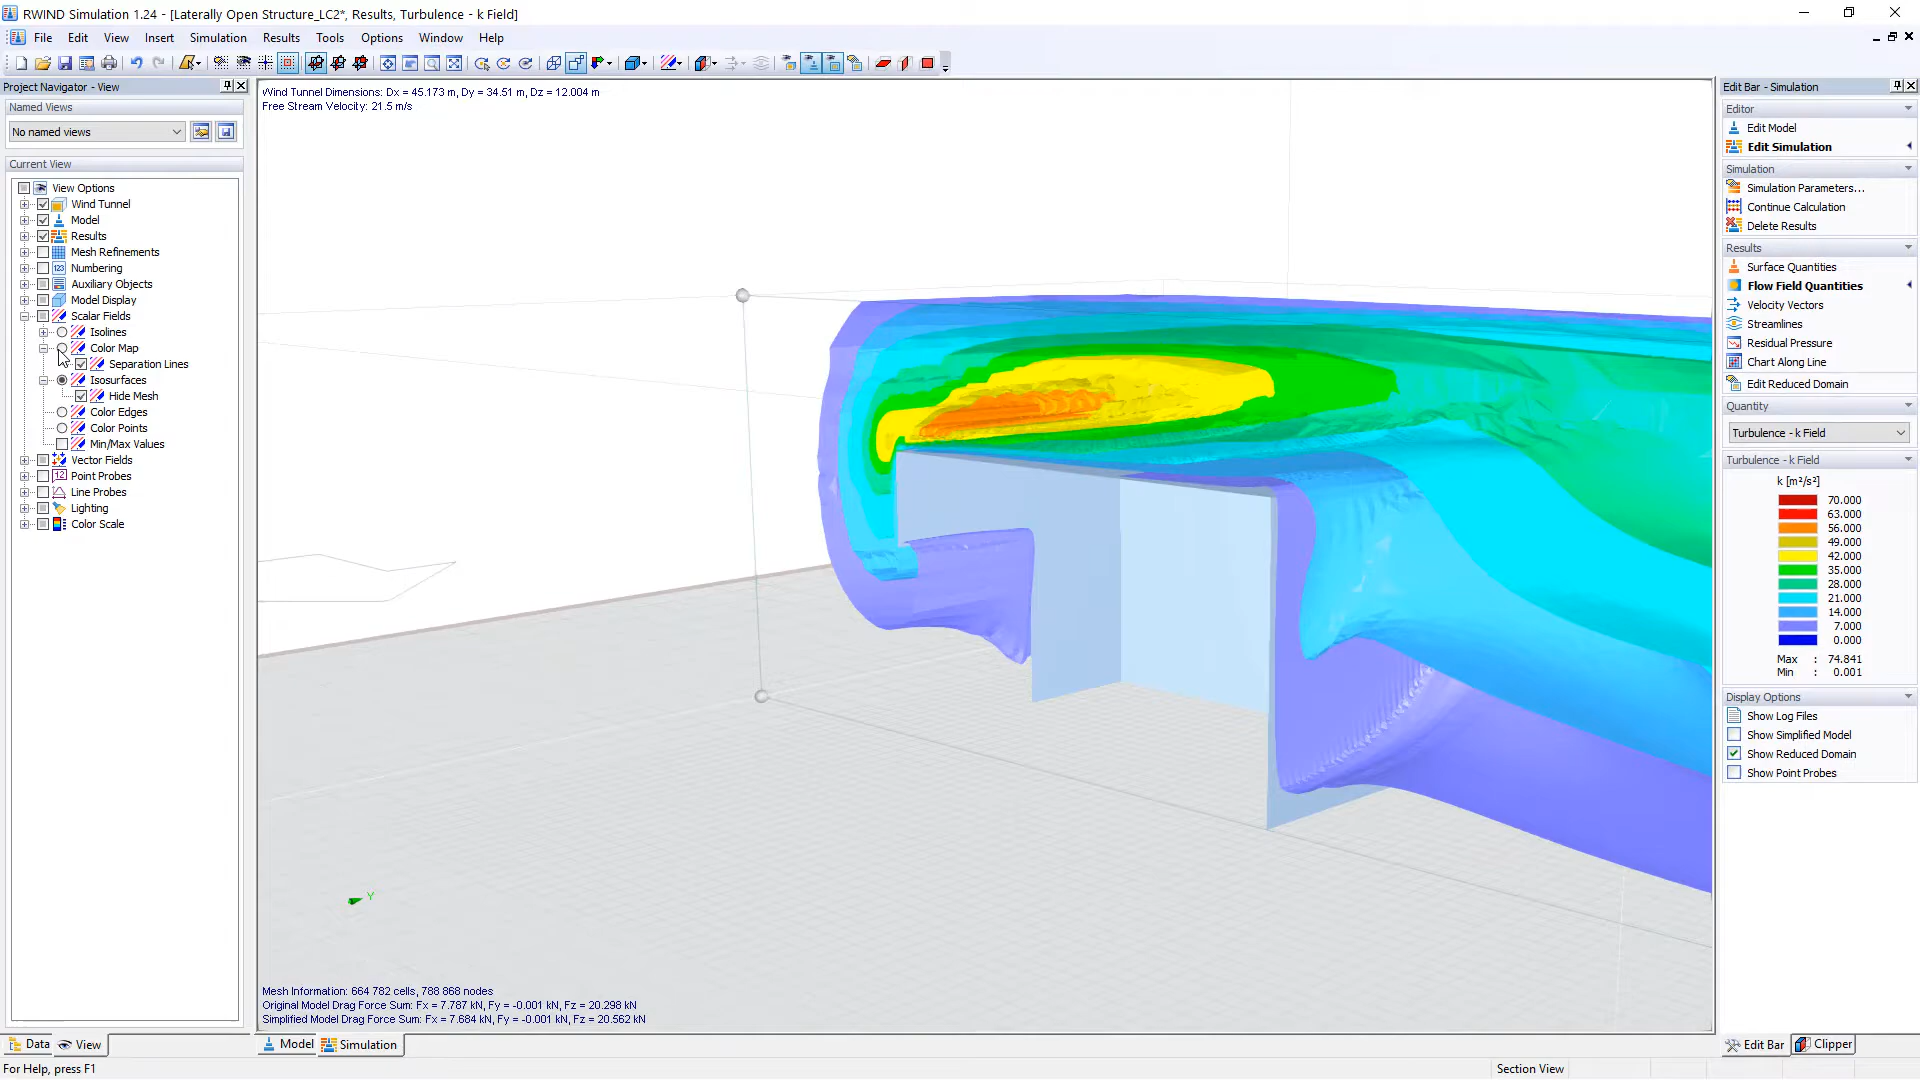 RWIND Simulation 1.24 - [Laterally Open Structure_LC2*, Results, Turbulence - k Field]
File Edit View Insert Simulation Results Tools Options Window Help
Project Navigator - View
Named Views
No named views
Current View
View Options
Wind Tunnel
Model
Results
Mesh Refinements
123 Numbering
Auxiliary Objects
Model Display
Scalar Fields
Isolines
Color Map
Separation Lines
Isosurfaces
Hide Mesh
Color Edges
Color Points
Min/Max Values
Vector Fields
12 Point Probes
Line Probes
Lighting
Color Scale
Data View
Wind Tunnel Dimensions: Dx = 45.173 m, Dy = 34.51 m, Dz = 12.004 m
Free Stream Velocity: 21.5 m/s
Y
Mesh Information: 664 782 cells, 788 868 nodes
Original Model Drag Force Sum: Fx = 7.787 kN, Fy = -0.001 kN, Fz = 20.298 kN
Simplified Model Drag Force Sum: Fx = 7.684 kN, Fy = -0.001 kN, Fz = 20.562 kN
Model Simulation
Edit Bar - Simulation
Editor
Edit Model
Edit Simulation
Simulation
Simulation Parameters...
Continue Calculation
Delete Results
Results
Surface Quantities
Flow Field Quantities
Velocity Vectors
Streamlines
Residual Pressure
Chart Along Line
Edit Reduced Domain
Quantity
Turbulence - k Field
Turbulence - k Field
k [m²/s²]
70.000
63.000
56.000
49.000
42.000
35.000
28.000
21.000
14.000
7.000
0.000
Max : 74.841
Min : 0.001
Display Options
Show Log Files
Show Simplified Model
Show Reduced Domain
Show Point Probes
Edit Bar Clipper
For Help, press F1
Section View